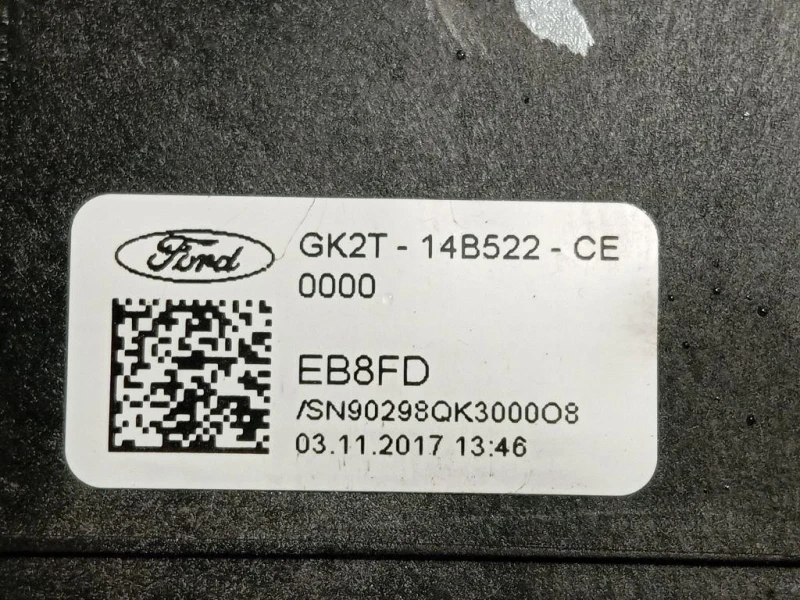 Ford
GK2T - 14B522 - CE
0000
EB8FD
/SN90298QK3000O8
03.11.2017 13:46